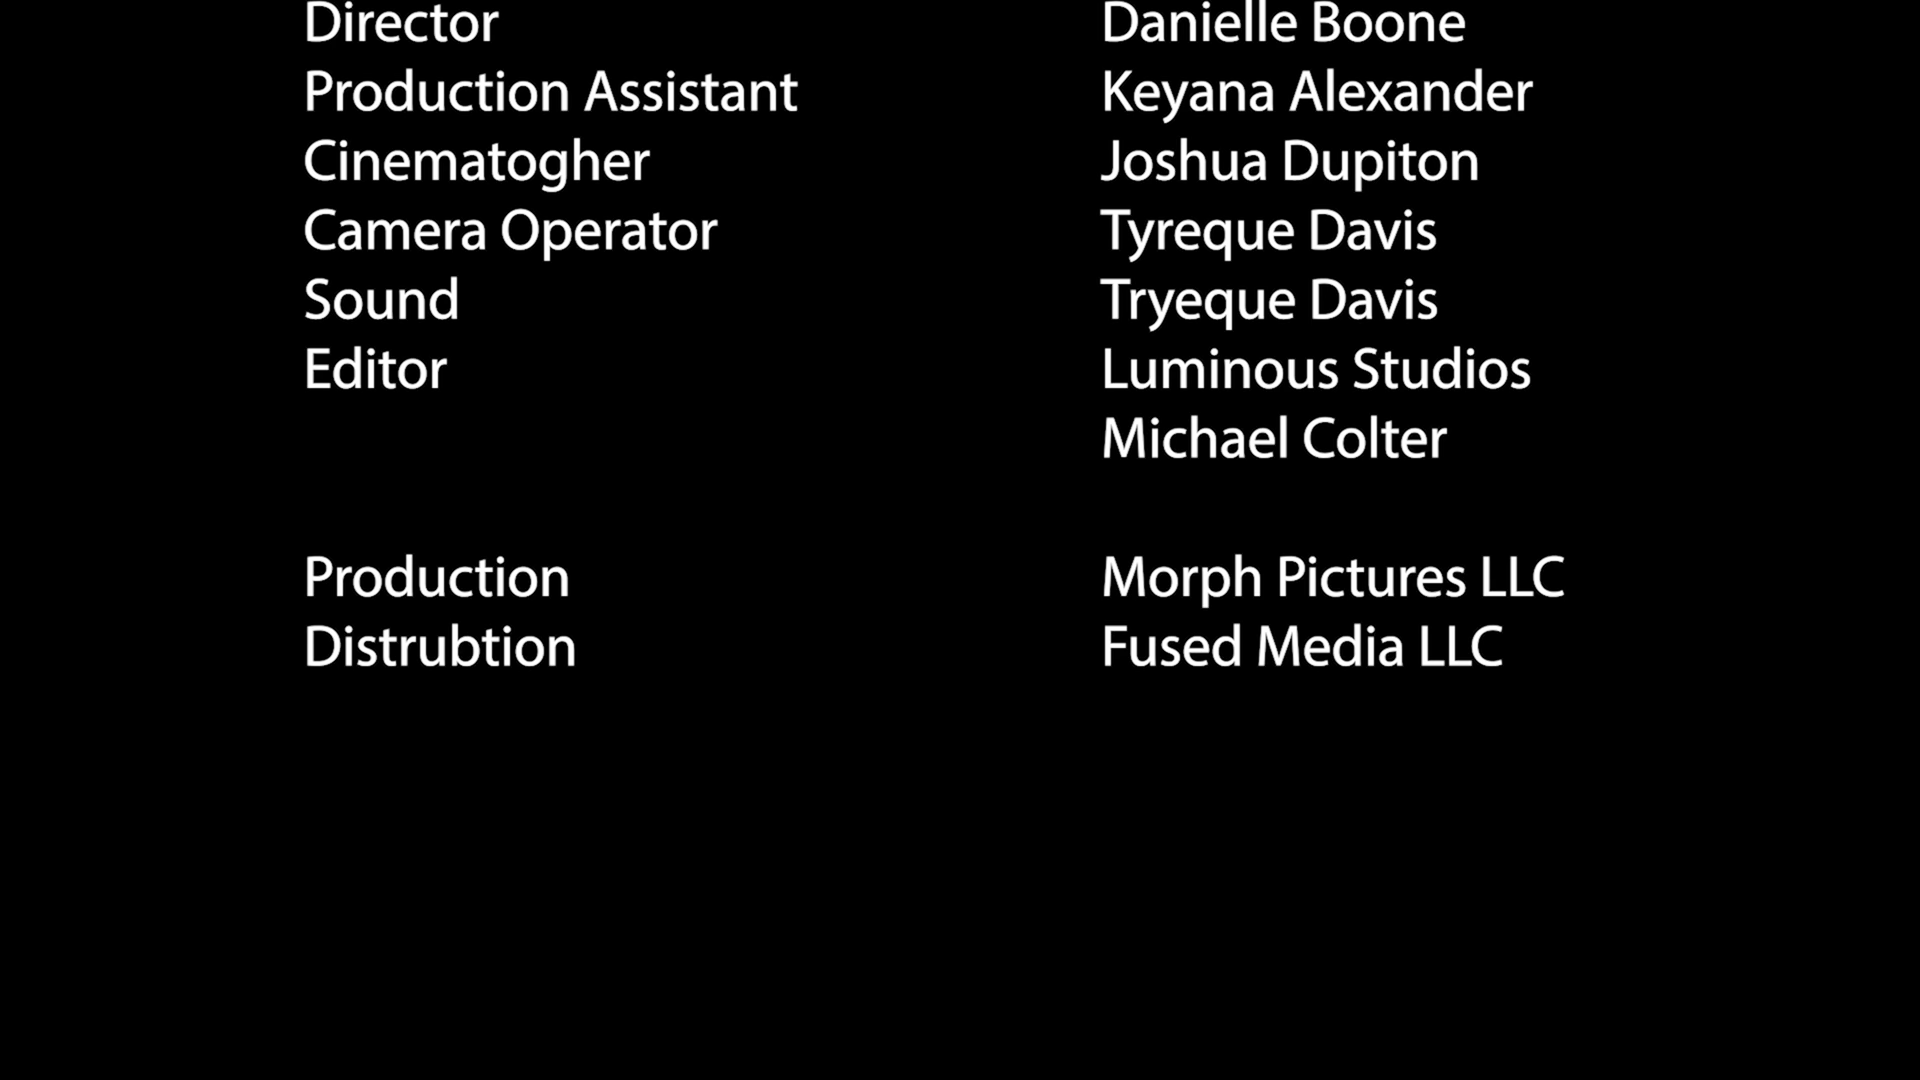 Director Danielle Boone
Production Assistant Keyana Alexander
Cinematogher Joshua Dupiton
Camera Operator Tyreque Davis
Sound Tryeque Davis
Editor Luminous Studios
Michael Colter
Production Morph Pictures LLC
Distrubtion Fused Media LLC